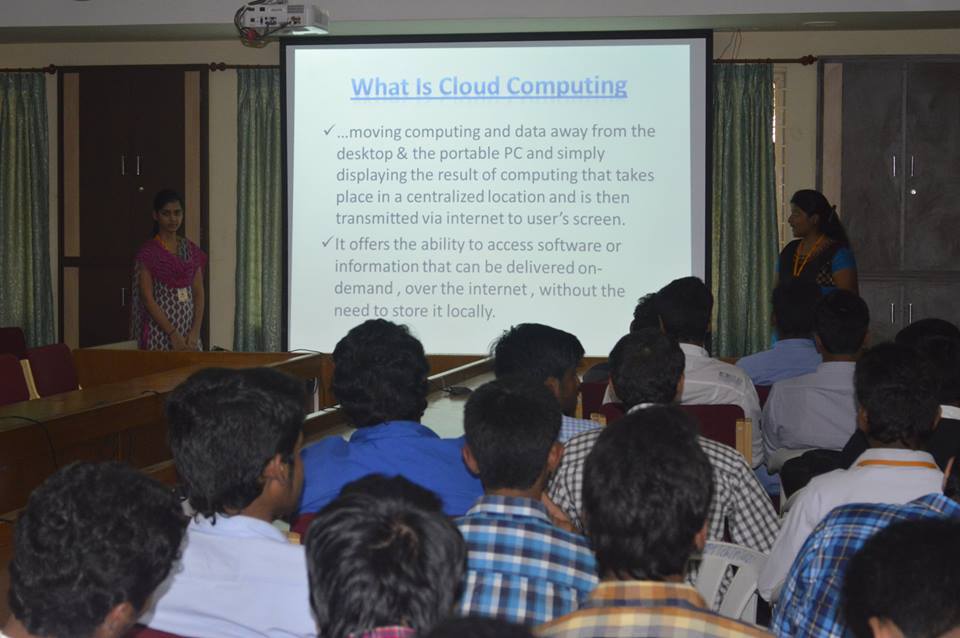 What Is Cloud Computing
✓…moving computing and data away from the
desktop & the portable PC and simply
displaying the result of computing that takes
place in a centralized location and is then
transmitted via internet to user's screen.
✓It offers the ability to access software or
information that can be delivered on-
demand , over the internet , without the
need to store it locally.